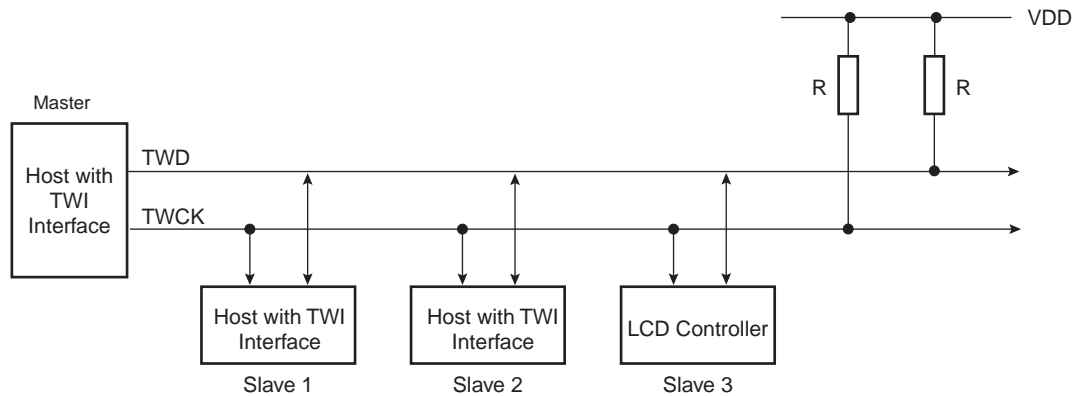 VDD
R
R
Master
Host with
TWI
Interface
TWD
TWCK
Host with TWI
Interface
Slave 1
Host with TWI
Interface
Slave 2
LCD Controller
Slave 3